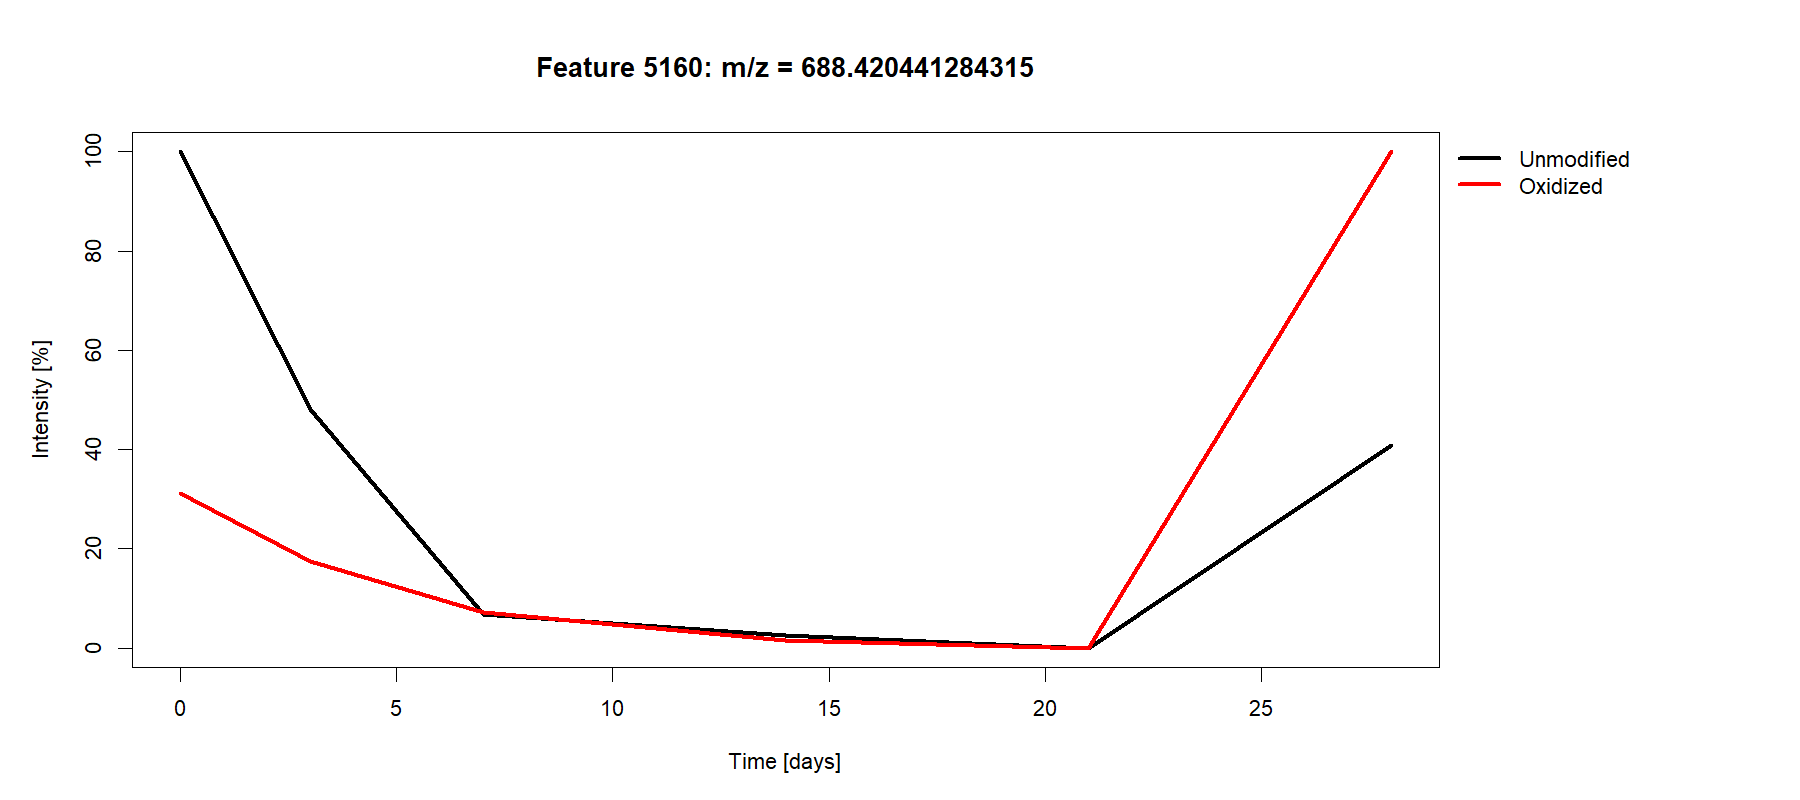 Feature 5160: m/z = 688.420441284315
Unmodified
Oxidized
Intensity [%]
100
80
60
40
20
0
0 5 10 15 20 25
Time [days]